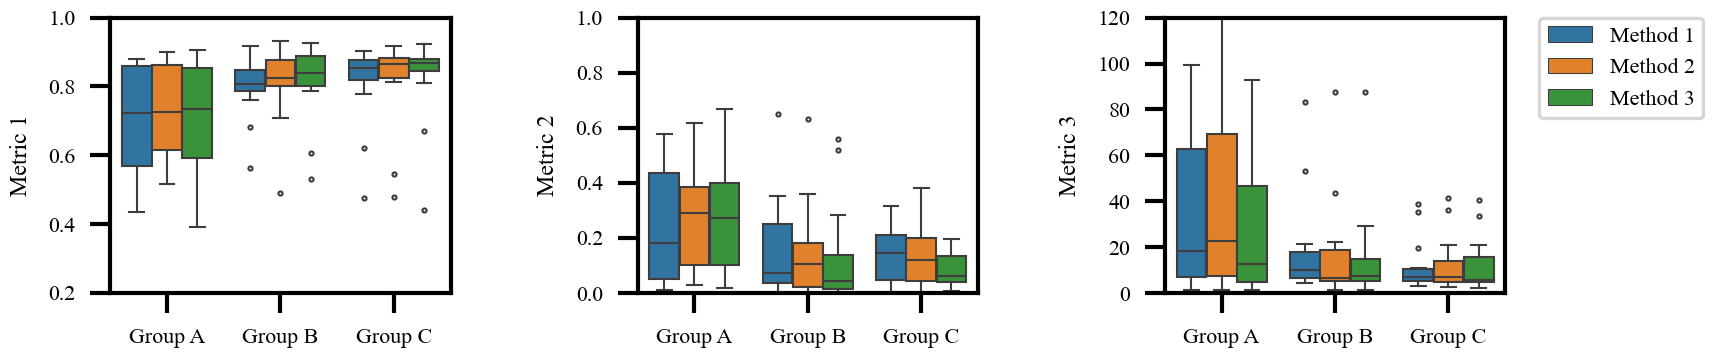 Metric 1
1.0
0.8
0.6
0.4
0.2
Group A
Group B
Group C
Metric 2
1.0
0.8
0.6
0.4
0.2
0.0
Group A
Group B
Group C
Metric 3
120
100
80
60
40
20
0
Group A
Group B
Group C
Method 1
Method 2
Method 3